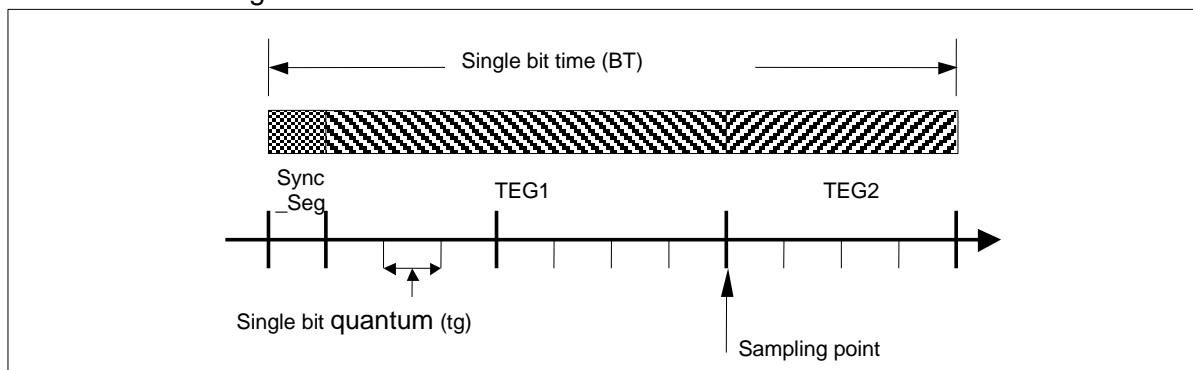 Single bit time (BT)
Sync
_Seg
TEG1
TEG2
Single bit quantum (tg)
Sampling point